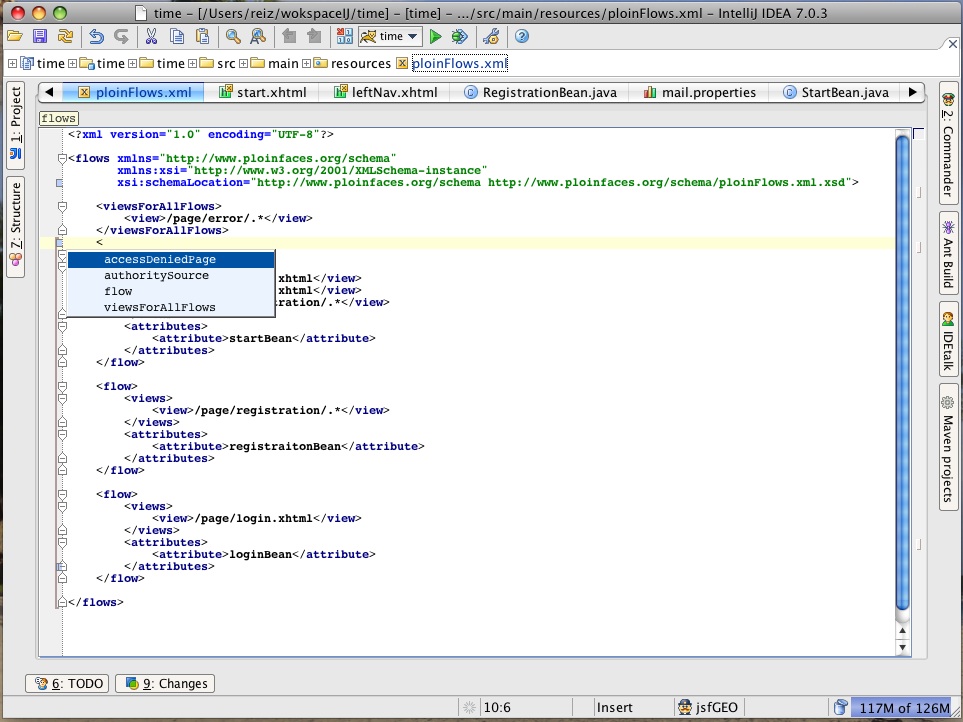 time – [/Users/reiz/wokspaceIJ/time] – [time] – .../src/main/resources/ploinFlows.xml – IntelliJ IDEA 7.0.3
time
time time time src main resources ploinFlows.xml
ploinFlows.xml start.xhtml leftNav.xhtml RegistrationBean.java mail.properties StartBean.java
flows
<?xml version="1.0" encoding="UTF-8"?>
<flows xmlns="http://www.ploinfaces.org/schema"
xmlns:xsi="http://www.w3.org/2001/XMLSchema-instance"
xsi:schemaLocation="http://www.ploinfaces.org/schema http://www.ploinfaces.org/schema/ploinFlows.xml.xsd">
<viewsForAllFlows>
<view>/page/error/.*</view>
</viewsForAllFlows>
<
accessDeniedPage
authoritySource
.xhtml</view>
flow
.xhtml</view>
ration/.*</view>
viewsForAllFlows
<attributes>
<attribute>startBean</attribute>
</attributes>
</flow>
<flow>
<views>
<view>/page/registration/.*</view>
</views>
<attributes>
<attribute>registraitonBean</attribute>
</attributes>
</flow>
<flow>
<views>
<view>/page/login.xhtml</view>
</views>
<attributes>
<attribute>loginBean</attribute>
</attributes>
</flow>
</flows>
1: Project
7: Structure
2: Commander
Ant Build
IDEtalk
Maven projects
6: TODO 9: Changes
10:6 Insert jsfGEO 117M of 126M